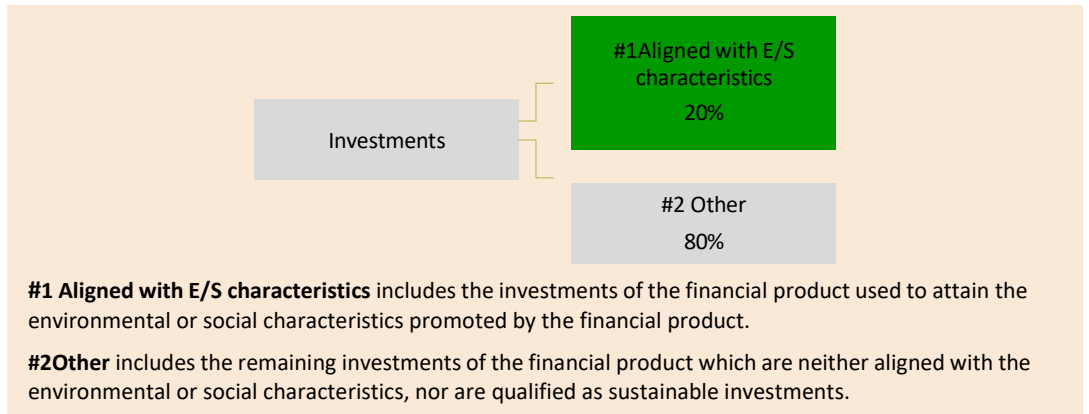 #1Aligned with E/S
characteristics
20%
Investments
#2 Other
80%
#1 Aligned with E/S characteristics includes the investments of the financial product used to attain the
environmental or social characteristics promoted by the financial product.
#2Other includes the remaining investments of the financial product which are neither aligned with the
environmental or social characteristics, nor are qualified as sustainable investments.